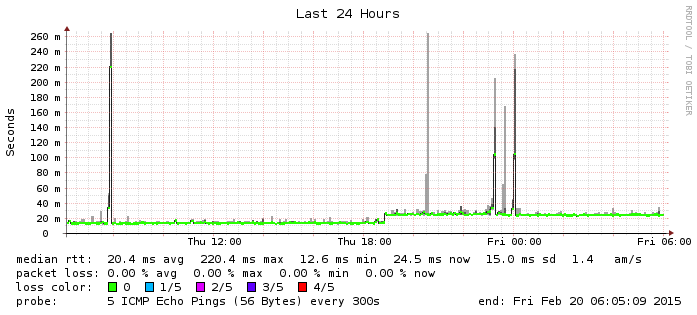 Last 24 Hours
RRDTOOL / TOBI OETIKER
Seconds
260 m
240 m
220 m
200 m
180 m
160 m
140 m
120 m
100 m
80 m
60 m
40 m
20 m
0
Thu 12:00 Thu 18:00 Fri 00:00 Fri 06:00
median rtt: 20.4 ms avg 220.4 ms max 12.6 ms min 24.5 ms now 15.0 ms sd 1.4 am/s
packet loss: 0.00 % avg 0.00 % max 0.00 % min 0.00 % now
loss color: 0 1/5 2/5 3/5 4/5
probe: 5 ICMP Echo Pings (56 Bytes) every 300s end: Fri Feb 20 06:05:09 2015